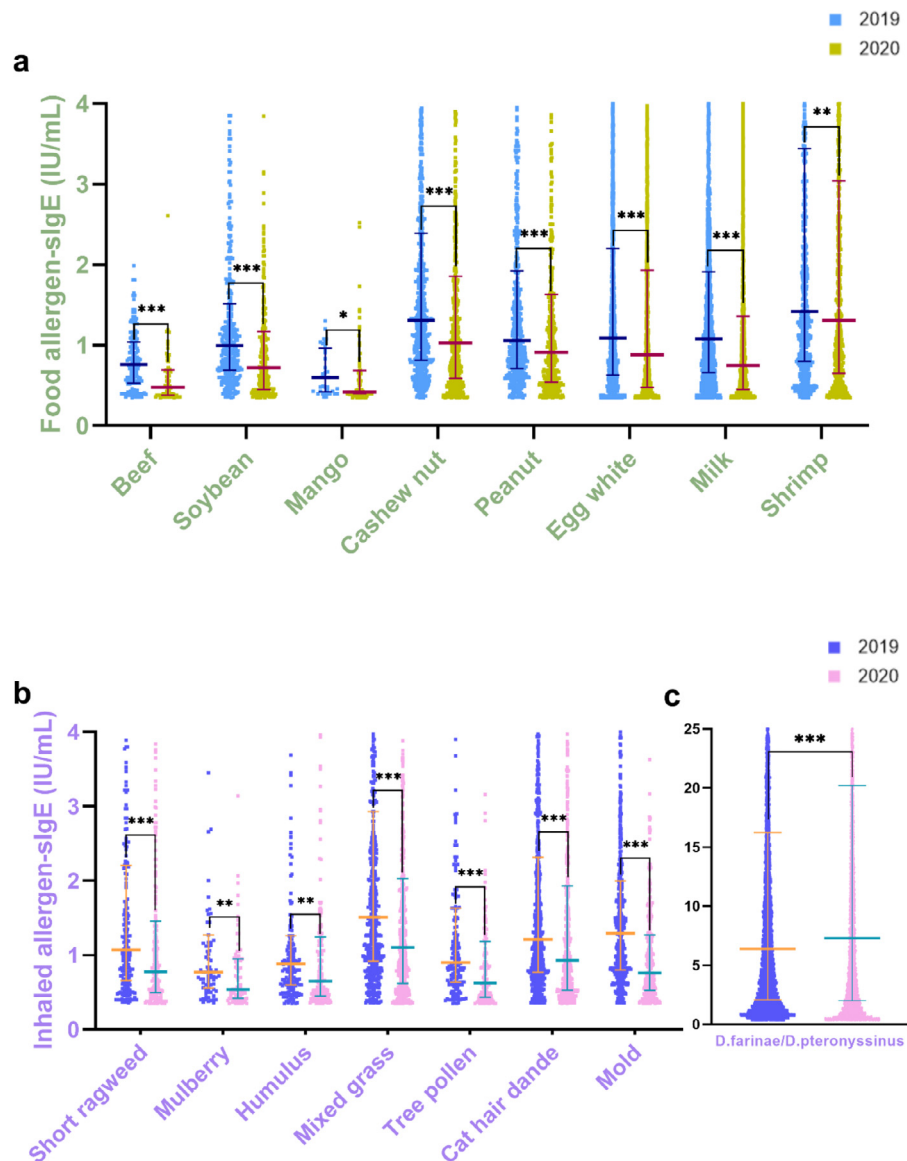 2019
2020
a
Food allergen-sIgE (IU/mL)
4
3
2
1
0
***
***
*
***
***
***
***
**
Beef
Soybean
Mango
Cashew nut
Peanut
Egg white
Milk
Shrimp
2019
2020
b
Inhaled allergen-sIgE (IU/mL)
4
3
2
1
0
***
**
**
***
***
***
***
Short ragweed
Mulberry
Humulus
Mixed grass
Tree pollen
Cat hair dande
Mold
c
25
20
15
10
5
0
***
D.farinae/D.pteronyssinus